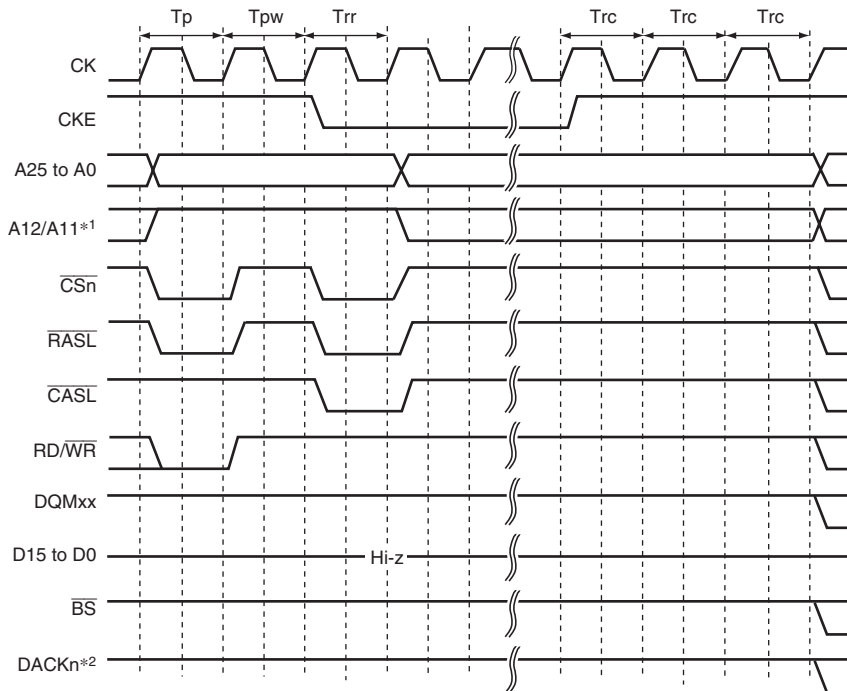 Tp Tpw Trr Trc Trc Trc
CK
CKE
A25 to A0
A12/A11*1
CSn
RASL
CASL
RD/WR
DQMxx
D15 to D0 Hi-z
BS
DACKn*2